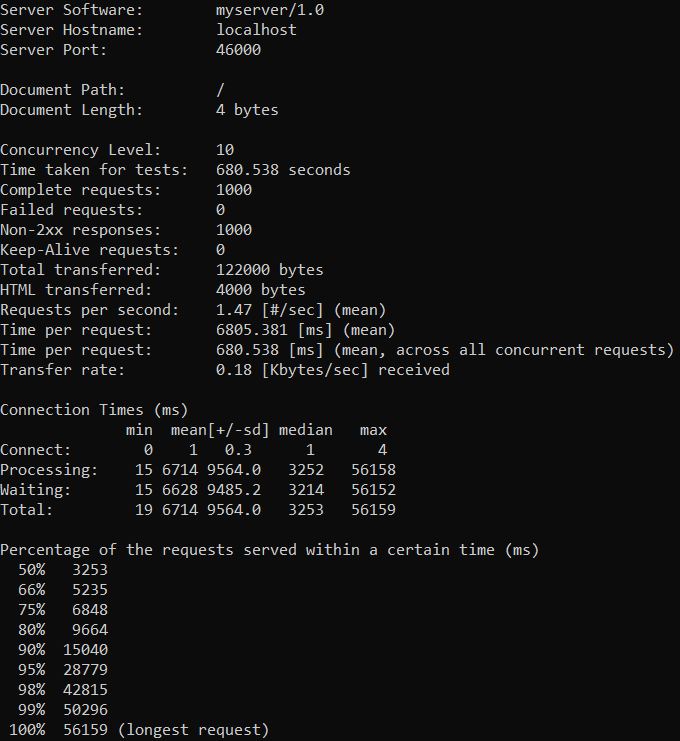 Server Software:        myserver/1.0
Server Hostname:        localhost
Server Port:            46000

Document Path:          /
Document Length:        4 bytes

Concurrency Level:      10
Time taken for tests:   680.538 seconds
Complete requests:      1000
Failed requests:        0
Non-2xx responses:      1000
Keep-Alive requests:    0
Total transferred:      122000 bytes
HTML transferred:       4000 bytes
Requests per second:    1.47 [#/sec] (mean)
Time per request:       6805.381 [ms] (mean)
Time per request:       680.538 [ms] (mean, across all concurrent requests)
Transfer rate:          0.18 [Kbytes/sec] received

Connection Times (ms)
              min  mean[+/-sd] median   max
Connect:        0    1   0.3      1       4
Processing:    15 6714 9564.0   3252   56158
Waiting:       15 6628 9485.2   3214   56152
Total:         19 6714 9564.0   3253   56159

Percentage of the requests served within a certain time (ms)
  50%   3253
  66%   5235
  75%   6848
  80%   9664
  90%  15040
  95%  28779
  98%  42815
  99%  50296
 100%  56159 (longest request)